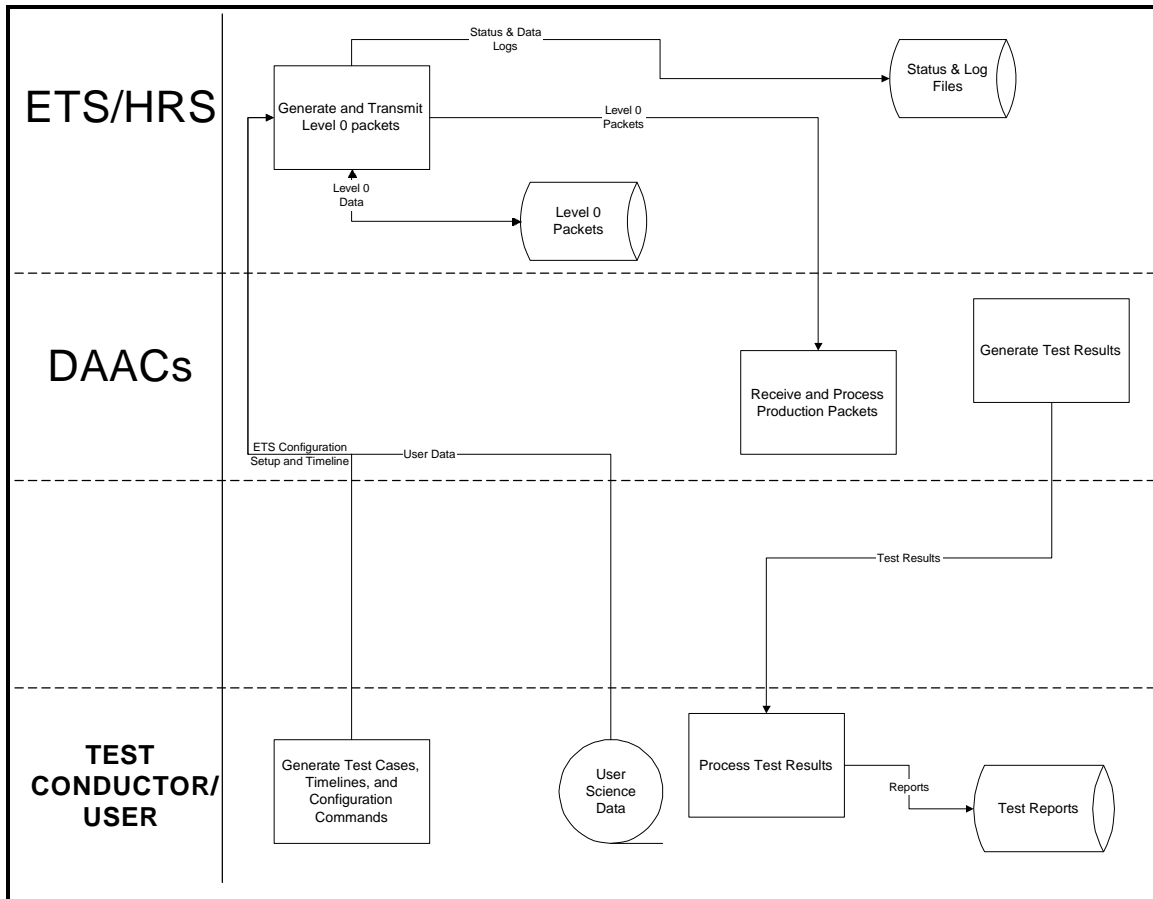 ETS/HRS
Status & Data
Logs
Status & Log
Files
Generate and Transmit
Level 0 packets
Level 0
Packets
Level 0
Data
Level 0
Packets
DAACs
Generate Test Results
Receive and Process
Production Packets
ETS Configuration
Setup and Timeline
User Data
Test Results
TEST
CONDUCTOR/
USER
Generate Test Cases,
Timelines, and
Configuration
Commands
User
Science
Data
Process Test Results
Reports
Test Reports